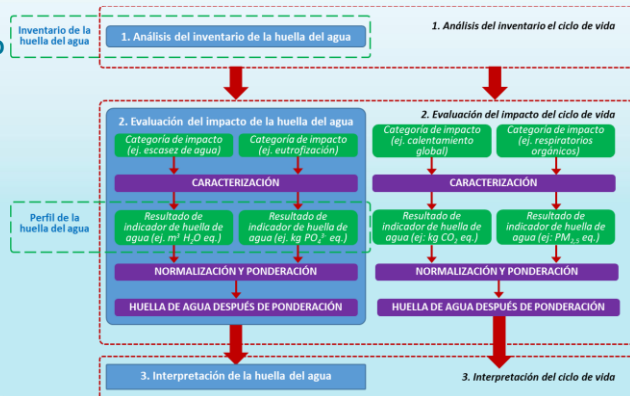 Inventario de la
huella del agua
1. Análisis del inventario de la huella del agua
1. Análisis del inventario el ciclo de vida
2. Evaluación del impacto de la huella del agua
2. Evaluación del impacto del ciclo de vida
Categoría de impacto
(ej. escasez de agua)
Categoría de impacto
(ej. eutrofización)
Categoría de impacto
(ej. calentamiento
global)
Categoría de impacto
(ej. respiratorios
orgánicos)
CARACTERIZACIÓN
CARACTERIZACIÓN
Perfil de la
huella del agua
Resultado de
indicador de huella de
agua (ej. m³ H₂O eq.)
Resultado de
indicador de huella de
agua (ej. kg PO₄³⁻ eq.)
Resultado de
indicador de huella de
agua (ej: kg CO₂ eq.)
Resultado de
indicador de huella de
agua (ej: PM₂.₅ eq.)
NORMALIZACIÓN Y PONDERACIÓN
NORMALIZACIÓN Y PONDERACIÓN
HUELLA DE AGUA DESPUÉS DE PONDERACIÓN
HUELLA DE AGUA DESPUÉS DE PONDERACIÓN
3. Interpretación de la huella del agua
3. Interpretación del ciclo de vida